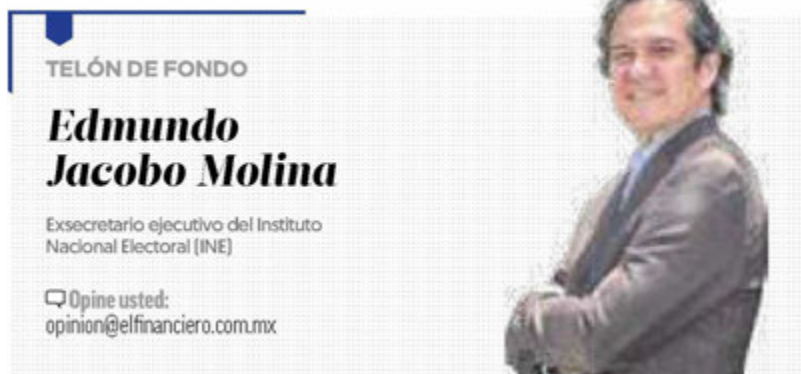 TELÓN DE FONDO
Edmundo
Jacobo Molina
Exsecretario ejecutivo del Instituto
Nacional Electoral (INE)
Opine usted:
opinion@elfinanciero.com.mx